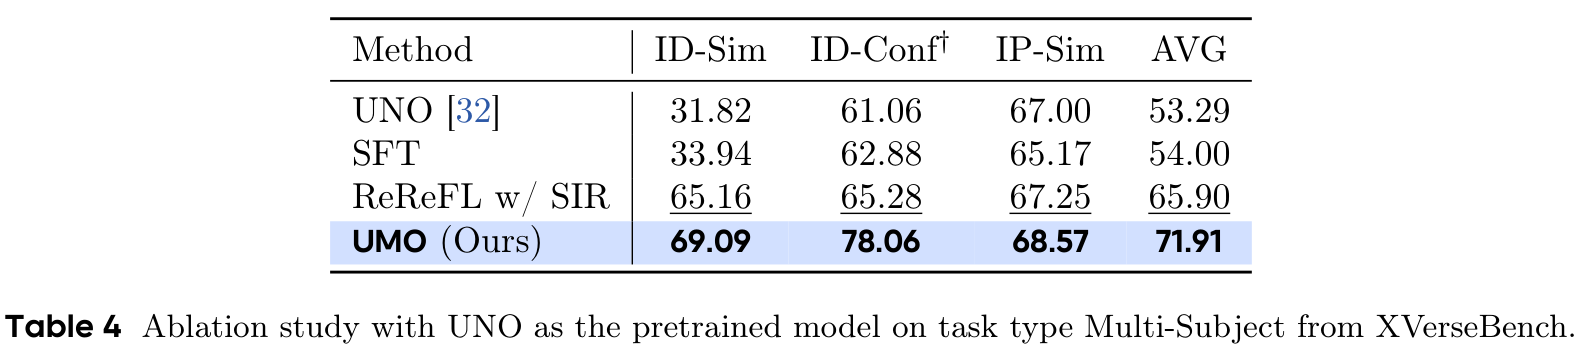 Method ID-Sim ID-Conf† IP-Sim AVG
UNO [32] 31.82 61.06 67.00 53.29
SFT 33.94 62.88 65.17 54.00
ReReFL w/ SIR 65.16 65.28 67.25 65.90
UMO (Ours) 69.09 78.06 68.57 71.91
Table 4 Ablation study with UNO as the pretrained model on task type Multi-Subject from XVerseBench.